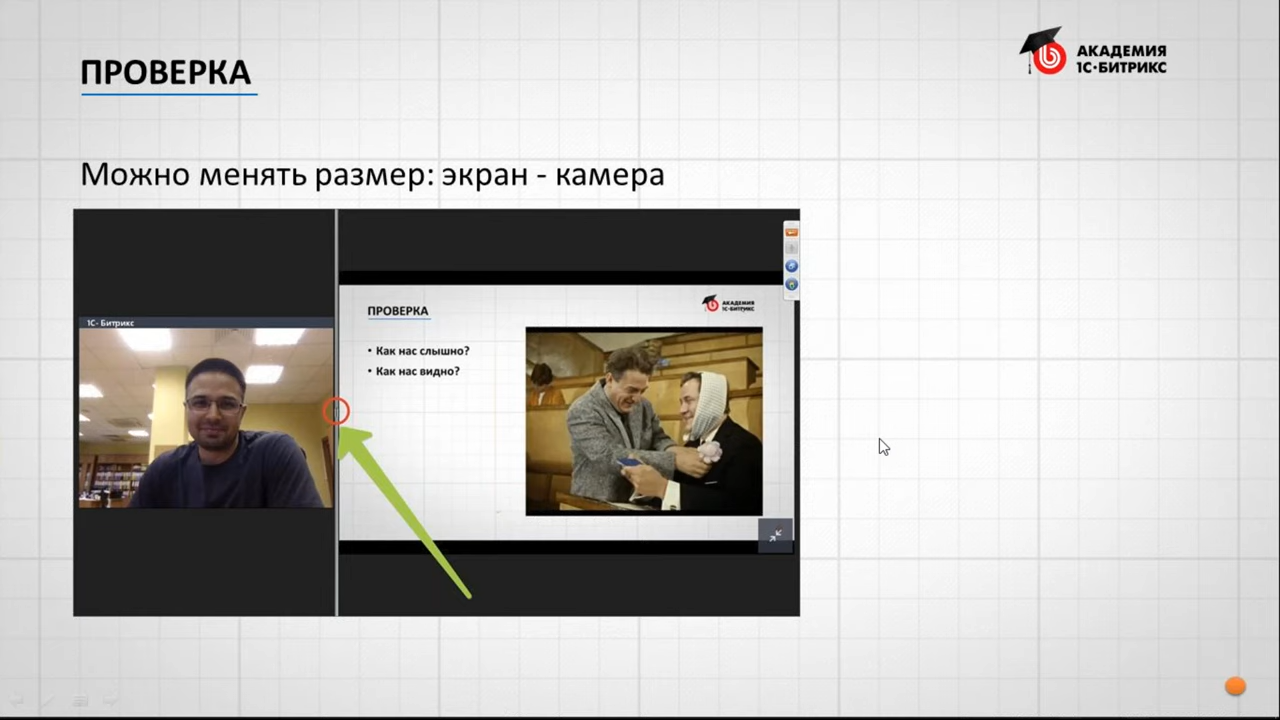 ПРОВЕРКА
АКАДЕМИЯ
1С·БИТРИКС
Можно менять размер: экран - камера
1С- Битрикс
ПРОВЕРКА
АКАДЕМИЯ
1С·БИТРИКС
• Как нас слышно?
• Как нас видно?